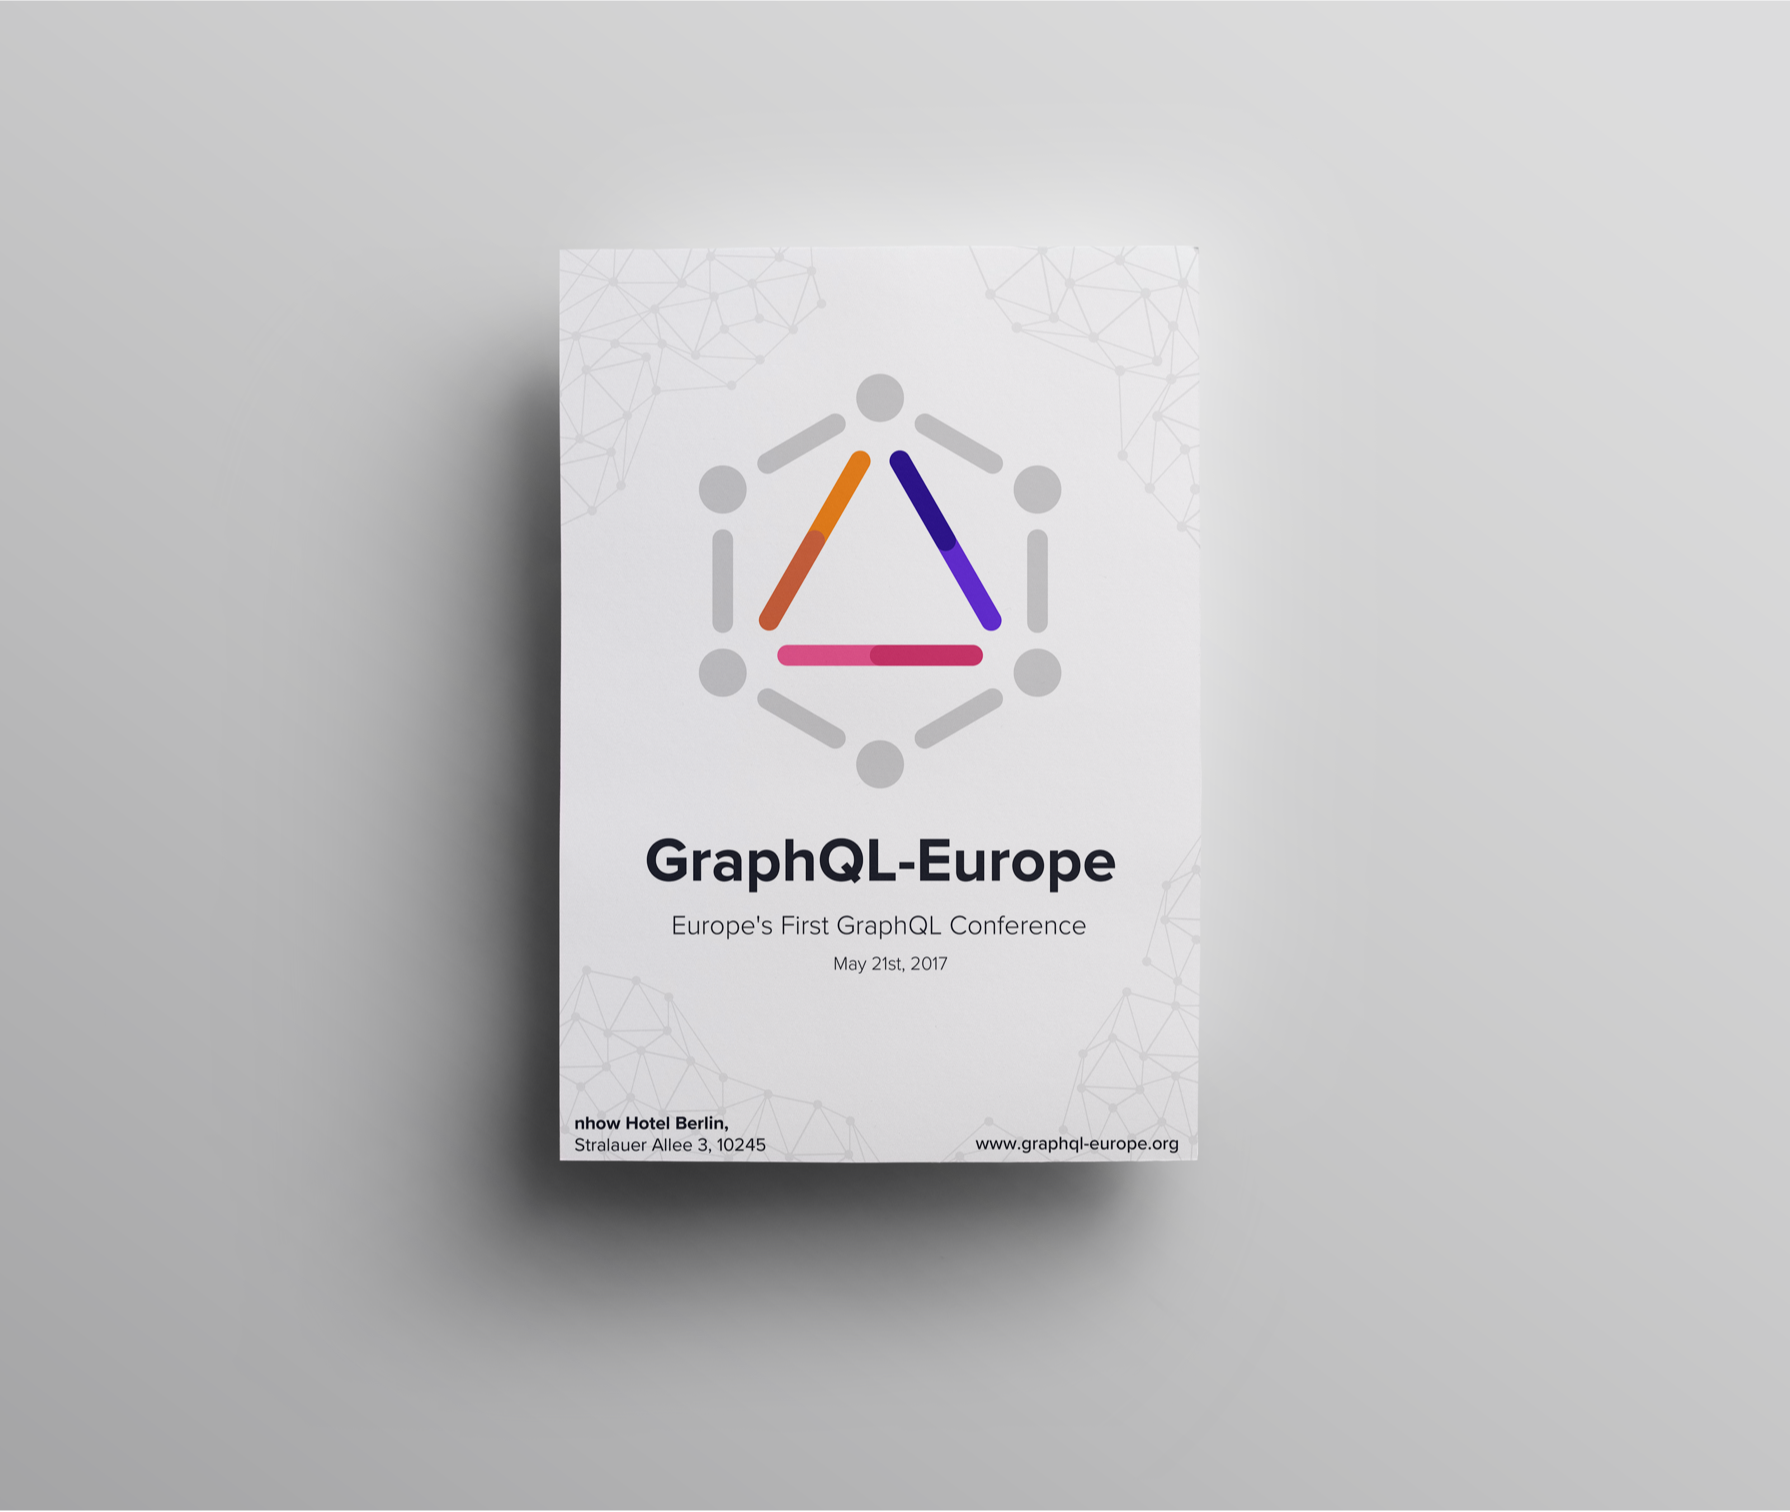 GraphQL-Europe
Europe's First GraphQL Conference
May 21st, 2017
nhow Hotel Berlin,
Stralauer Allee 3, 10245
www.graphql-europe.org